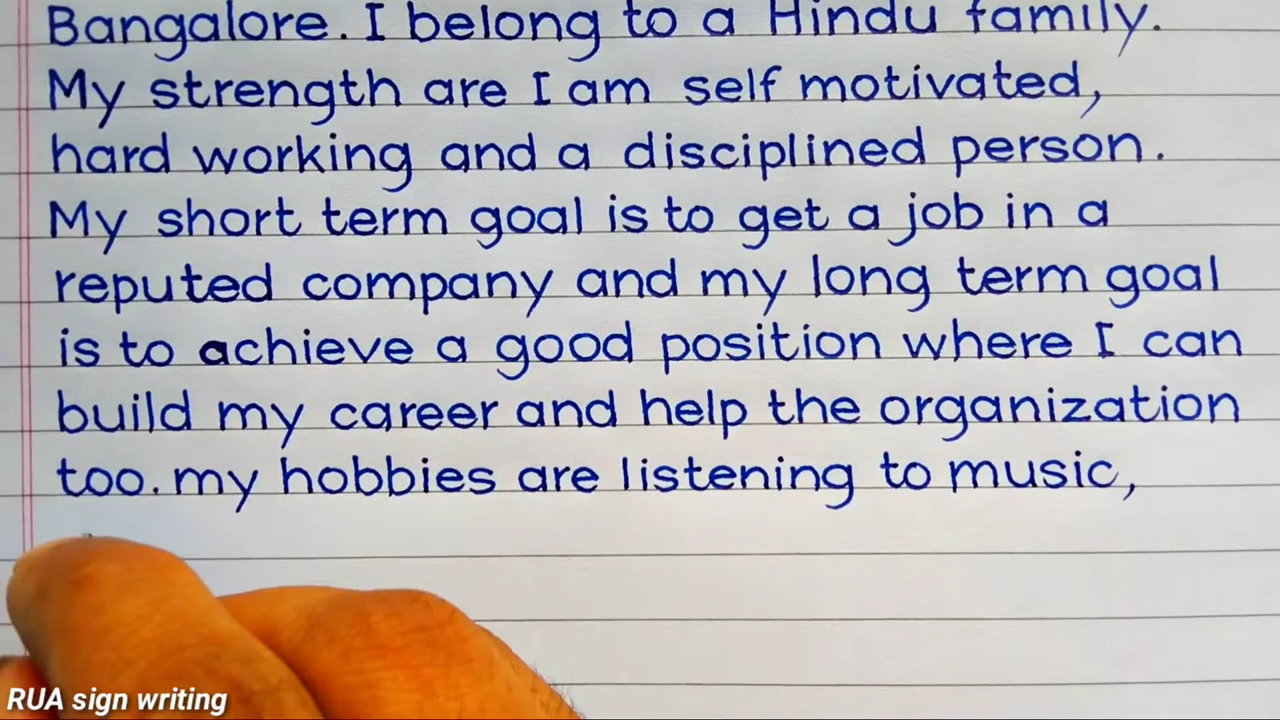 Bangalore. I belong to a Hindu family.
My strength are I am self motivated,
hard working and a disciplined person.
My short term goal is to get a job in a
reputed company and my long term goal
is to achieve a good position where I can
build my career and help the organization
too. my hobbies are listening to music,
RUA sign writing